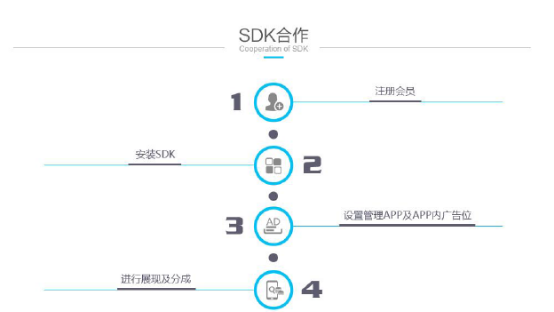 SDK合作
Cooperation of SDK
1
注册会员
安装SDK
2
3
AD
设置管理APP及APP内广告位
进行展现及分成
4